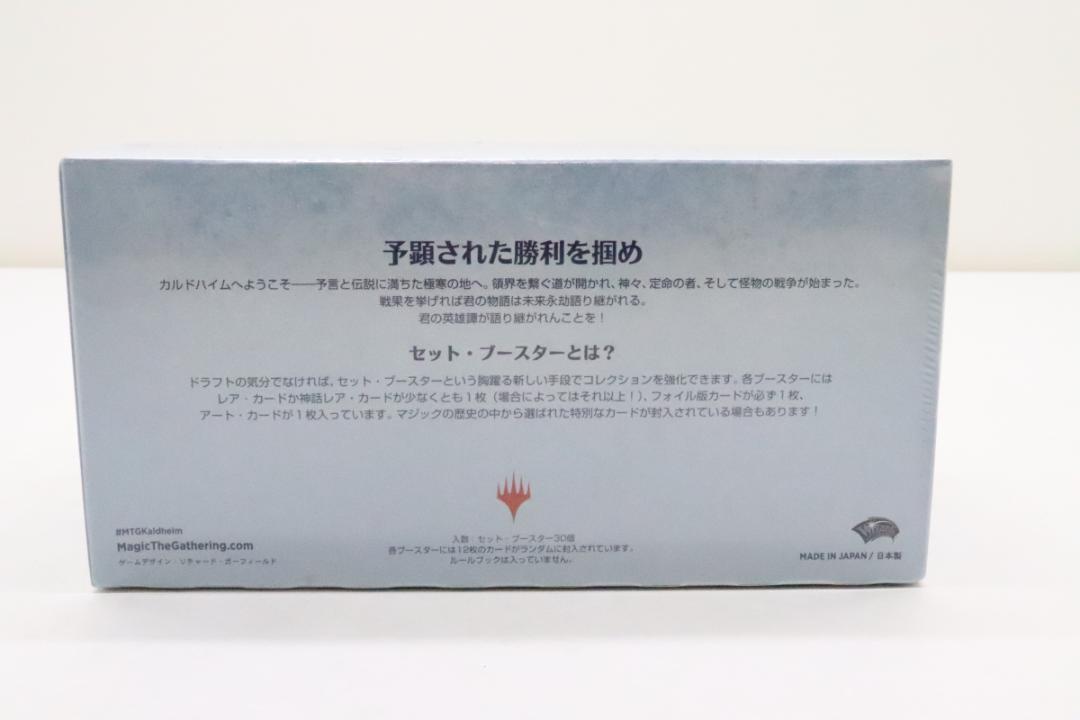 予顕された勝利を掴め
カルドハイムへようこそ――予言と伝説に満ちた極寒の地へ。領界を繋ぐ道が開かれ、神々、定命の者、そして怪物の戦争が始まった。
戦果を挙げれば君の物語は未来永劫語り継がれる。
君の英雄譚が語り継がれんことを！
セット・ブースターとは？
ドラフトの気分でなければ、セット・ブースターという胸躍る新しい手段でコレクションを強化できます。各ブースターには
レア・カードか神話レア・カードが少なくとも1枚（場合によってはそれ以上！）、フォイル版カードが必ず1枚、
アート・カードが1枚入っています。マジックの歴史の中から選ばれた特別なカードが封入されている場合もあります！
#MTGKaldheim
MagicTheGathering.com
ゲームデザイン：リチャード・ガーフィールド
入数：セット・ブースター30個
各ブースターには12枚のカードがランダムに封入されています。
ルールブックは入っていません。
Wizards
MADE IN JAPAN / 日本製